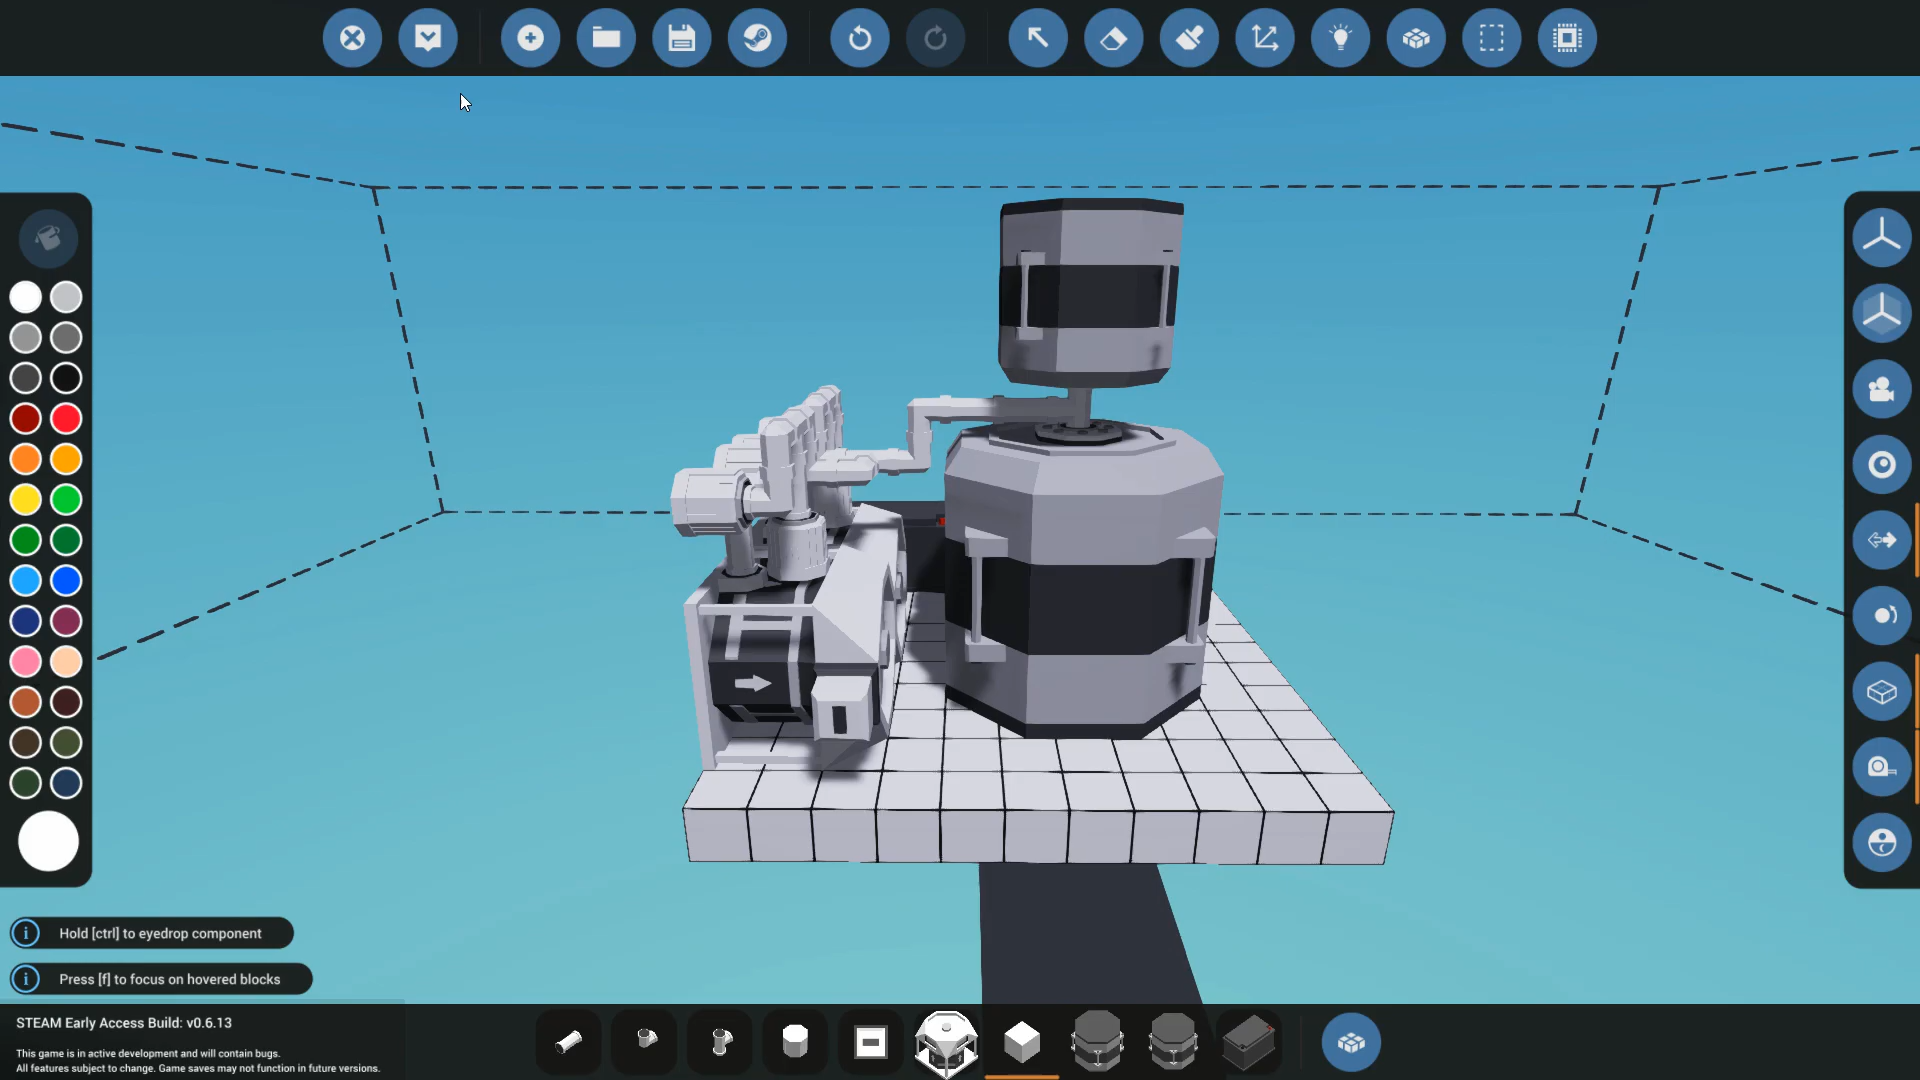 Hold [ctrl] to eyedrop component
Press [f] to focus on hovered blocks
STEAM Early Access Build: v0.6.13
This game is in active development and will contain bugs.
All features subject to change. Game saves may not function in future versions.